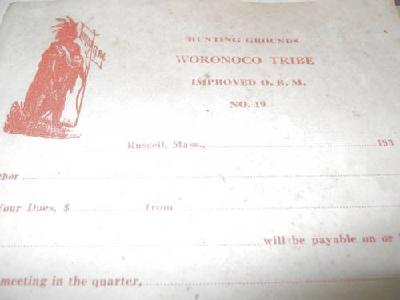 HUNTING GROUNDS
WORONOCO TRIBE
IMPROVED O. R. M.
NO. 19
Russell, Mass., 193
Your Dues, $ from
will be payable on or
meeting in the quarter,